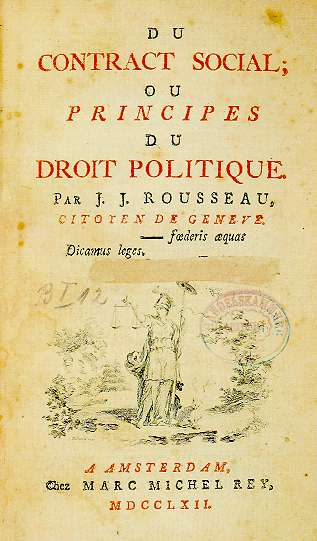 DU
CONTRACT SOCIAL;
OU
PRINCIPES
DU
DROIT POLITIQUE.
PAR J. J. ROUSSEAU,
CITOYEN DE GENEVE.
— fœderis æquas
Dicamus leges.
B I 12
A AMSTERDAM,
Chez MARC MICHEL REY,
MDCCLXII.